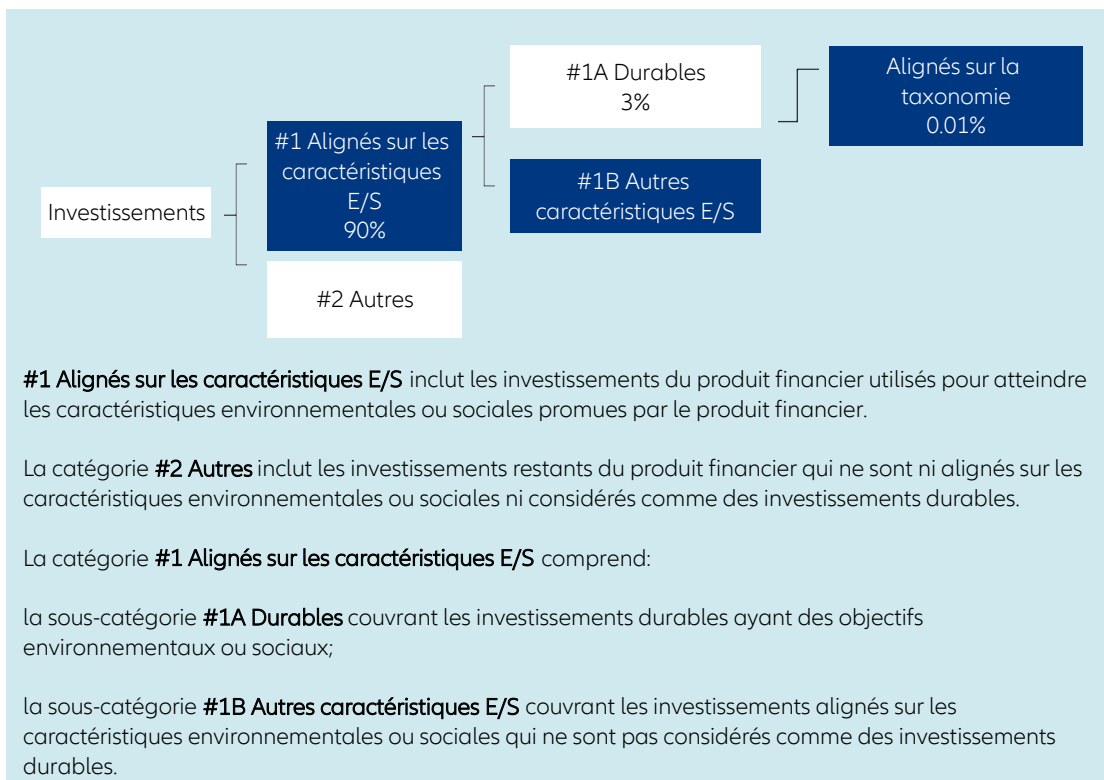 #1A Durables
3%
Alignés sur la
taxonomie
0.01%
#1 Alignés sur les
caractéristiques
E/S
90%
#1B Autres
caractéristiques E/S
Investissements
#2 Autres
#1 Alignés sur les caractéristiques E/S inclut les investissements du produit financier utilisés pour atteindre
les caractéristiques environnementales ou sociales promues par le produit financier.
La catégorie #2 Autres inclut les investissements restants du produit financier qui ne sont ni alignés sur les
caractéristiques environnementales ou sociales ni considérés comme des investissements durables.
La catégorie #1 Alignés sur les caractéristiques E/S comprend:
la sous-catégorie #1A Durables couvrant les investissements durables ayant des objectifs
environnementaux ou sociaux;
la sous-catégorie #1B Autres caractéristiques E/S couvrant les investissements alignés sur les
caractéristiques environnementales ou sociales qui ne sont pas considérés comme des investissements
durables.